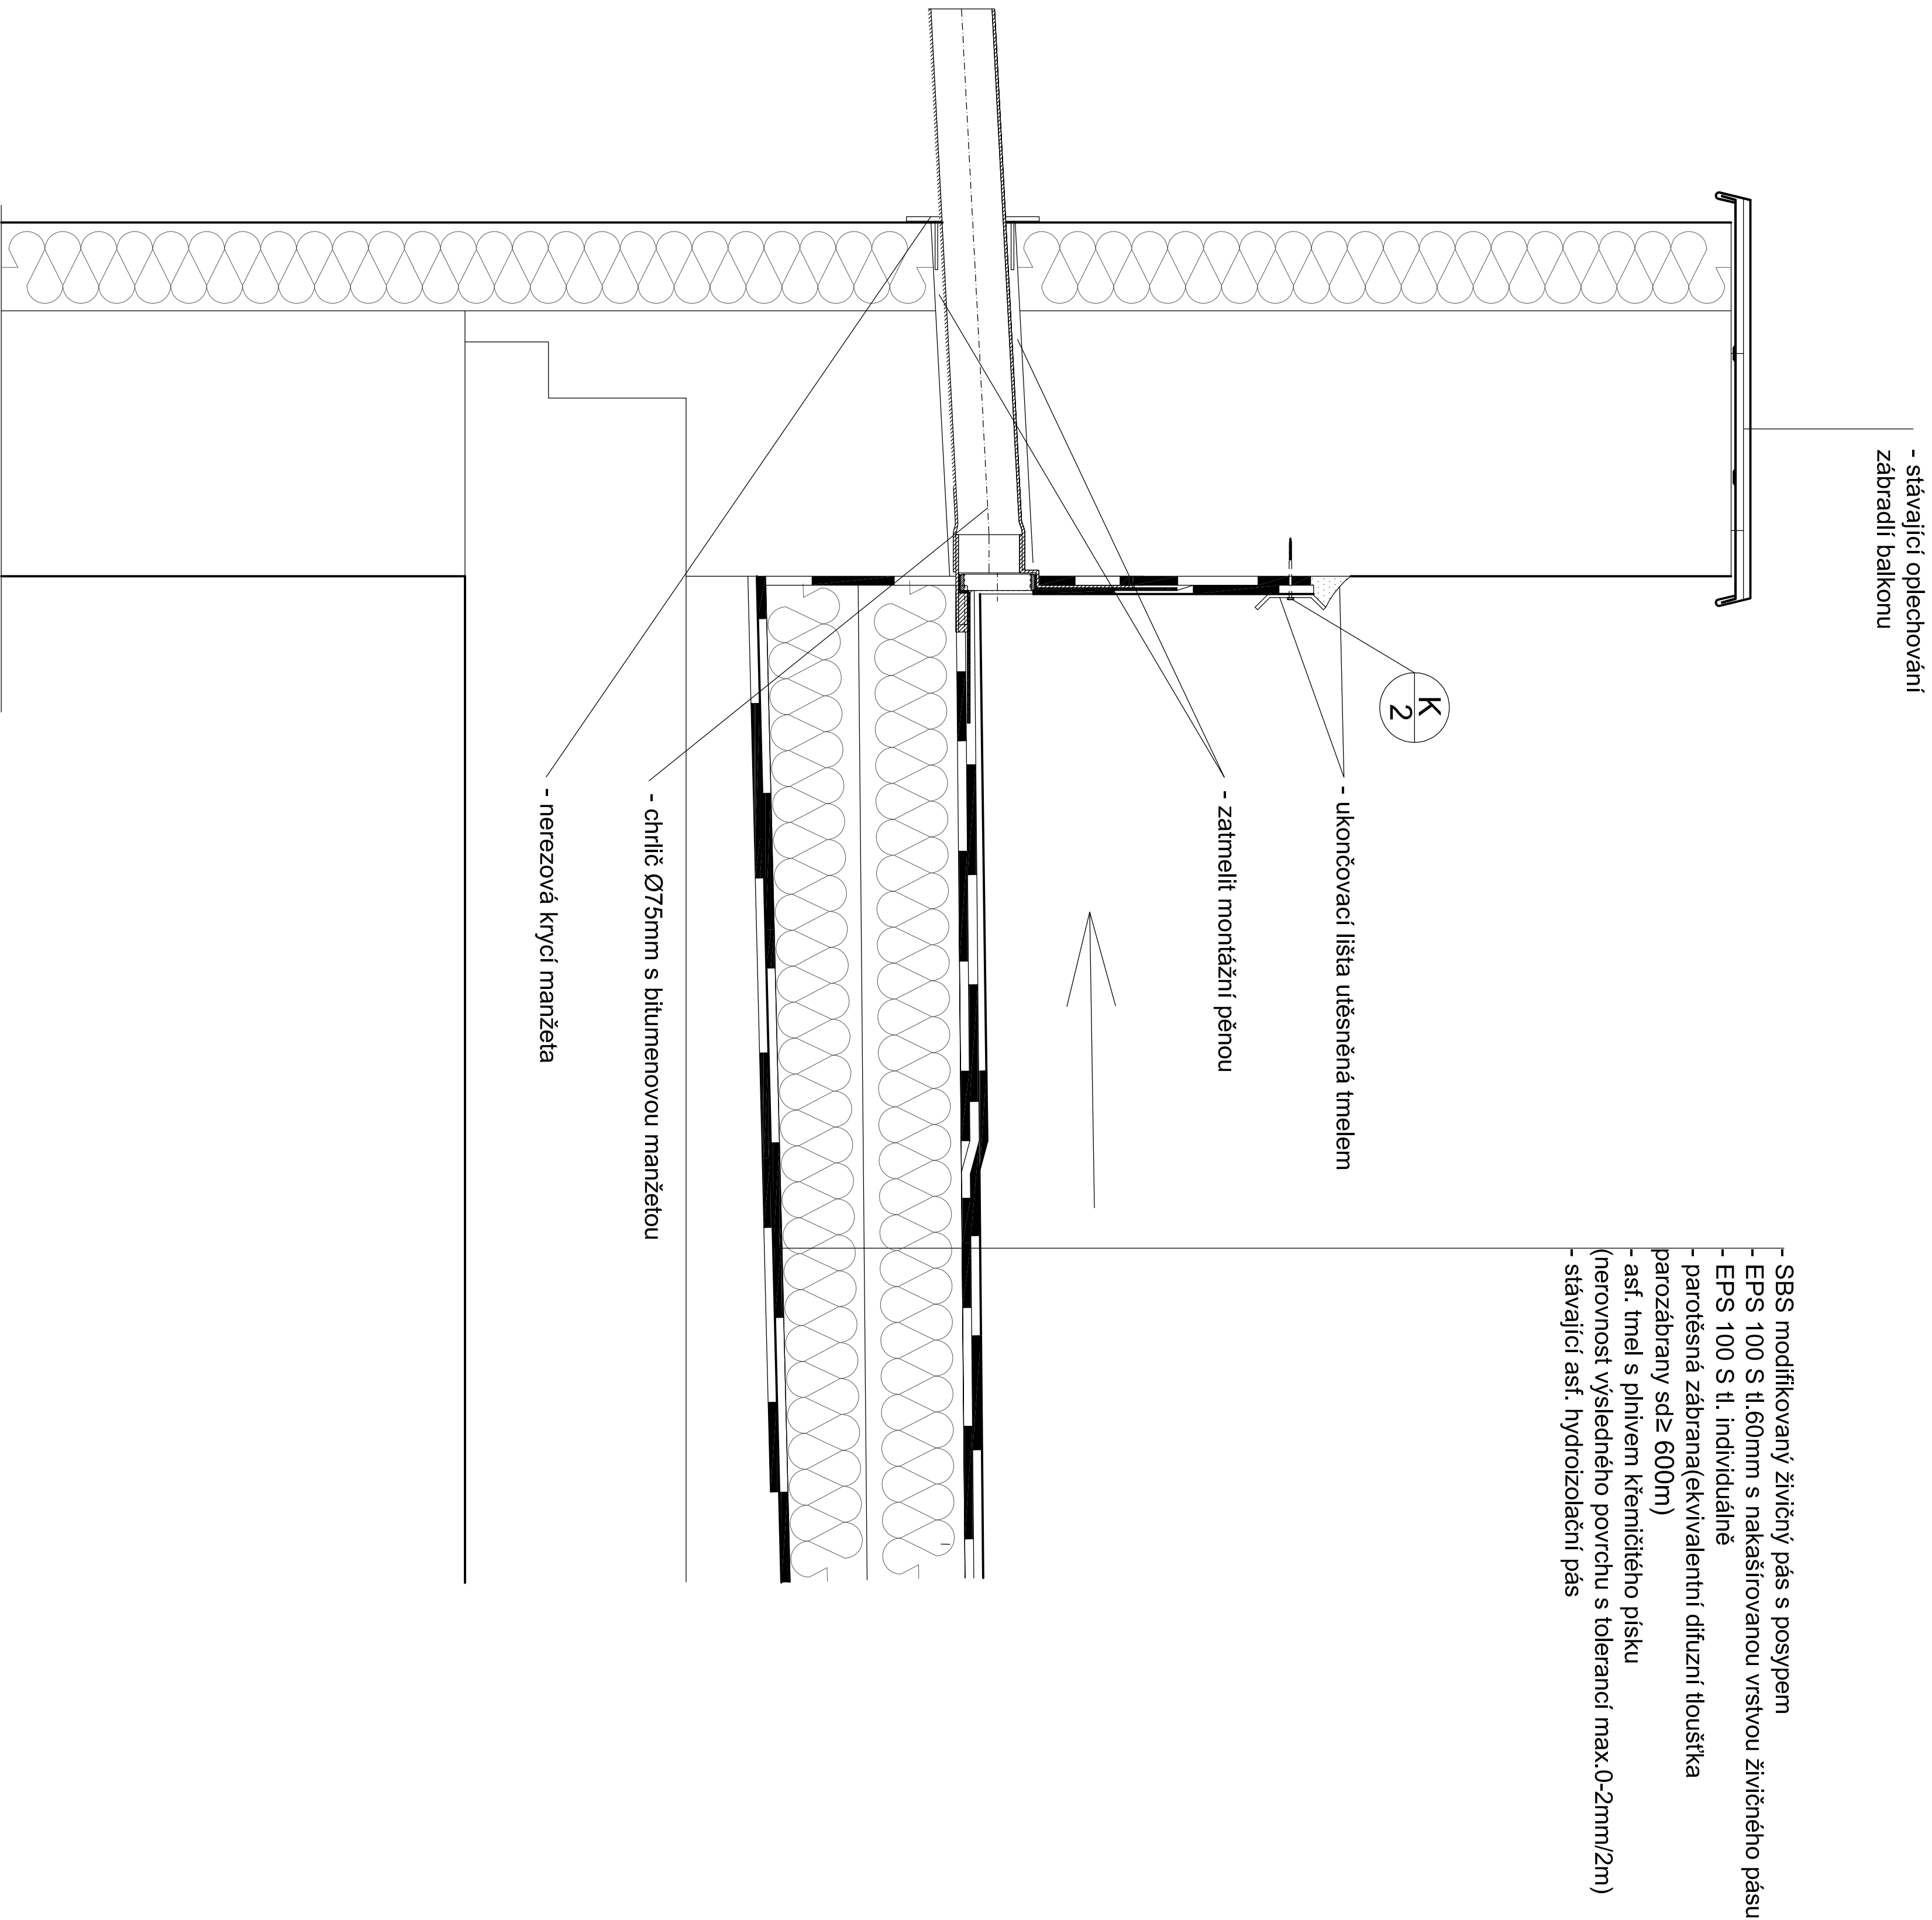 - stávající oplechování
zábradlí balkonu
- SBS modifikovaný živičný pás s posypem
- EPS 100 S tl.60mm s nakašírovanou vrstvou živičného pásu
- EPS 100 S tl. individuálně
- parotěsná zábrana(ekvivalentní difuzní tloušťka
parozábrany sd≥ 600m)
- asf. tmel s plnivem křemičitého písku
(nerovnost výsledného povrchu s tolerancí max.0-2mm/2m)
- stávající asf. hydroizolační pás
K
2
- ukončovací lišta utěsněná tmelem
- zatmelit montážní pěnou
- chrlič Ø75mm s bitumenovou manžetou
- nerezová krycí manžeta